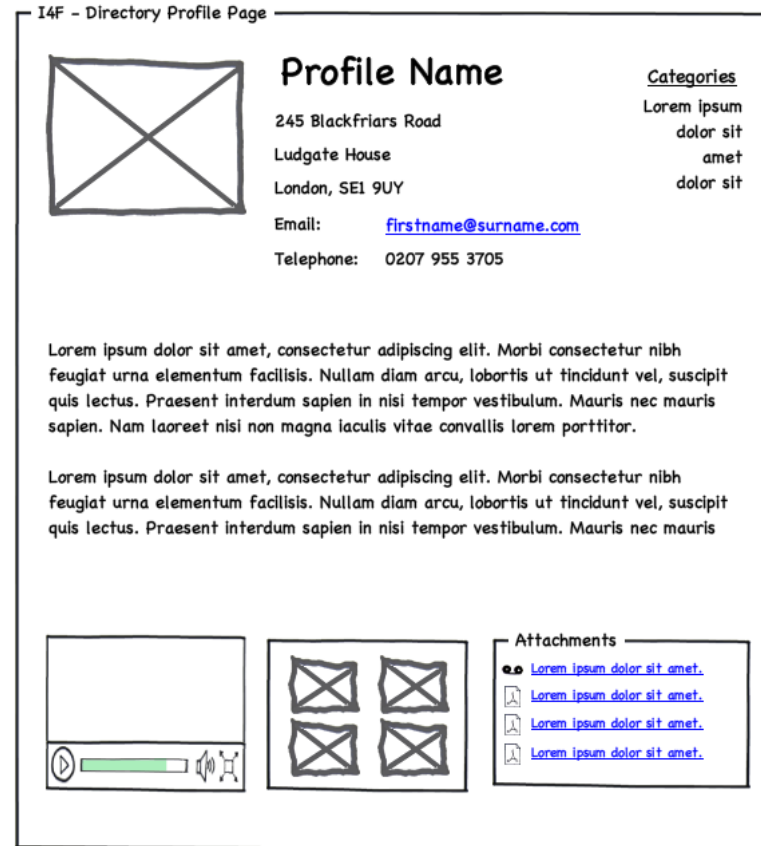 I4F - Directory Profile Page
Profile Name
245 Blackfriars Road
Ludgate House
London, SE1 9UY
Email: firstname@surname.com
Telephone: 0207 955 3705
Categories
Lorem ipsum
dolor sit
amet
dolor sit
Lorem ipsum dolor sit amet, consectetur adipiscing elit. Morbi consectetur nibh
feugiat urna elementum facilisis. Nullam diam arcu, lobortis ut tincidunt vel, suscipit
quis lectus. Praesent interdum sapien in nisi tempor vestibulum. Mauris nec mauris
sapien. Nam laoreet nisi non magna iaculis vitae convallis lorem porttitor.
Lorem ipsum dolor sit amet, consectetur adipiscing elit. Morbi consectetur nibh
feugiat urna elementum facilisis. Nullam diam arcu, lobortis ut tincidunt vel, suscipit
quis lectus. Praesent interdum sapien in nisi tempor vestibulum. Mauris nec mauris
Attachments
Lorem ipsum dolor sit amet.
Lorem ipsum dolor sit amet.
Lorem ipsum dolor sit amet.
Lorem ipsum dolor sit amet.